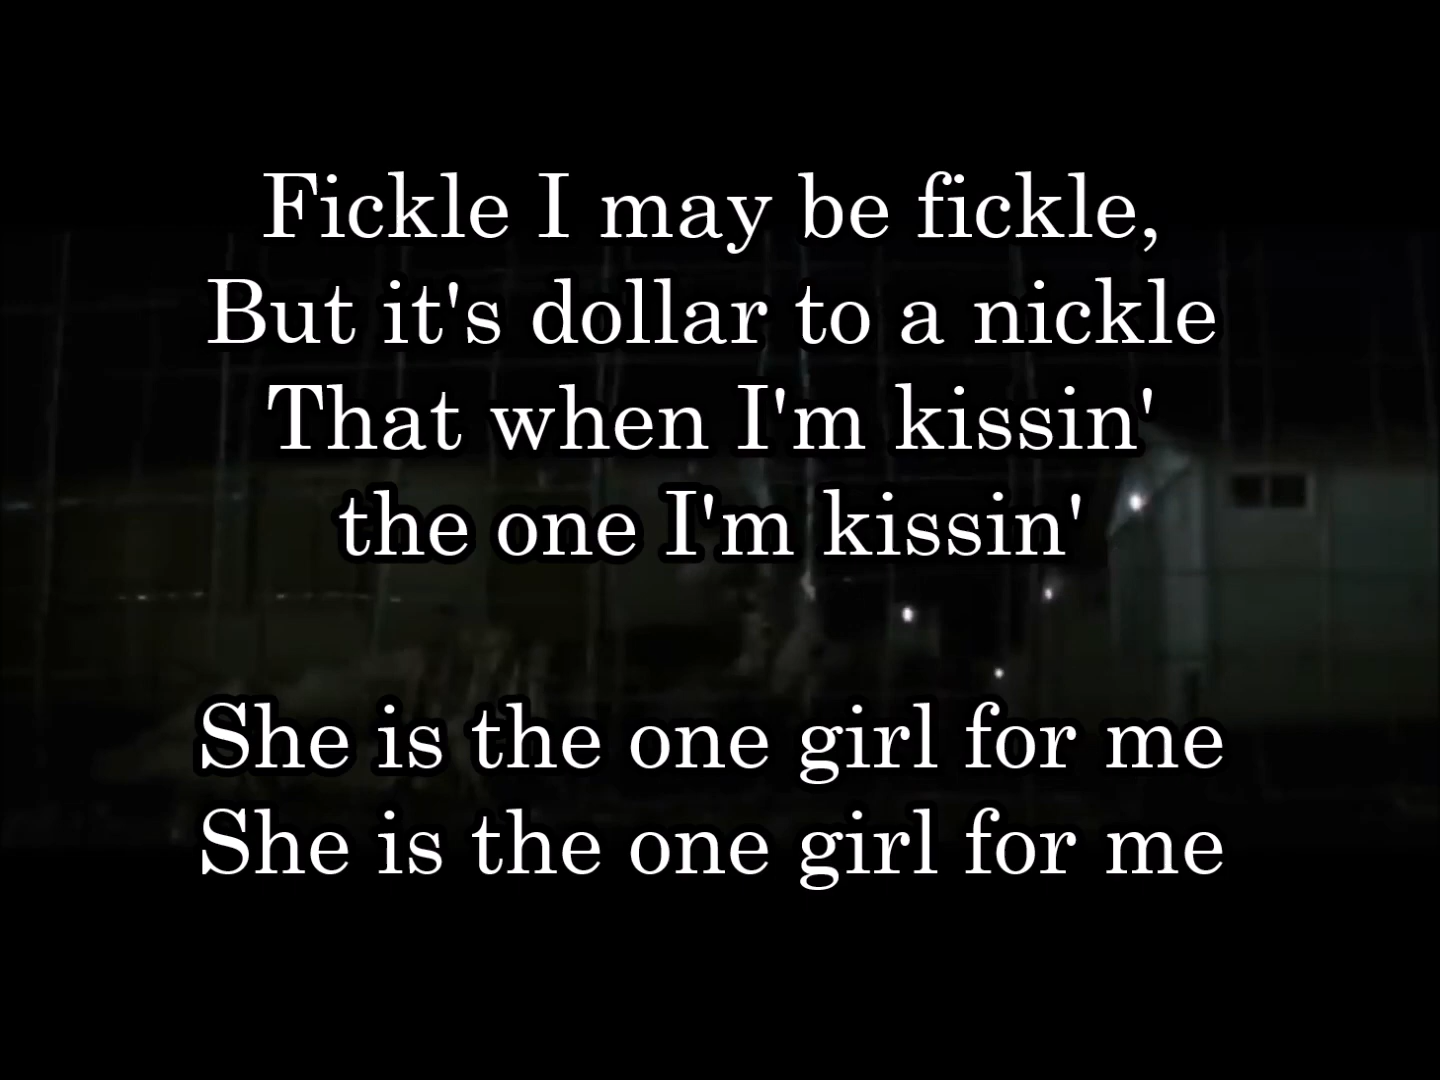 Fickle I may be fickle,
But it's dollar to a nickle
That when I'm kissin'
the one I'm kissin'
She is the one girl for me
She is the one girl for me